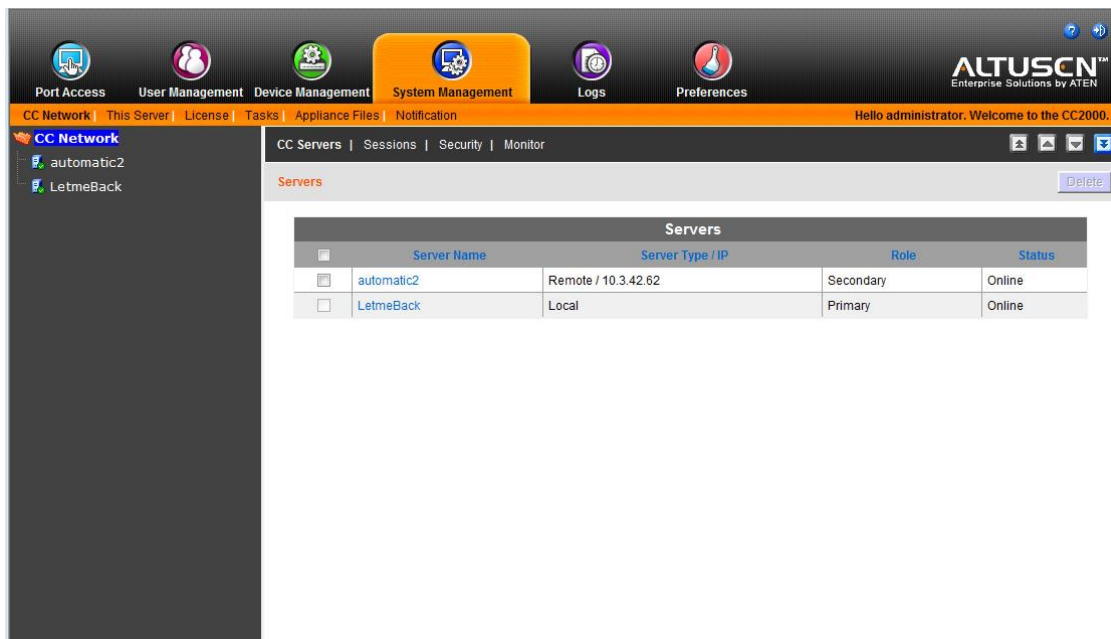 Port Access
User Management
Device Management
System Management
Logs
Preferences
ALTUSEN™
Enterprise Solutions by ATEN
CC Network | This Server | License | Tasks | Appliance Files | Notification
Hello administrator. Welcome to the CC2000.
CC Network
automatic2
LetmeBack
CC Servers | Sessions | Security | Monitor
Servers
Delete
Servers
Server Name Server Type / IP Role Status
automatic2 Remote / 10.3.42.62 Secondary Online
LetmeBack Local Primary Online